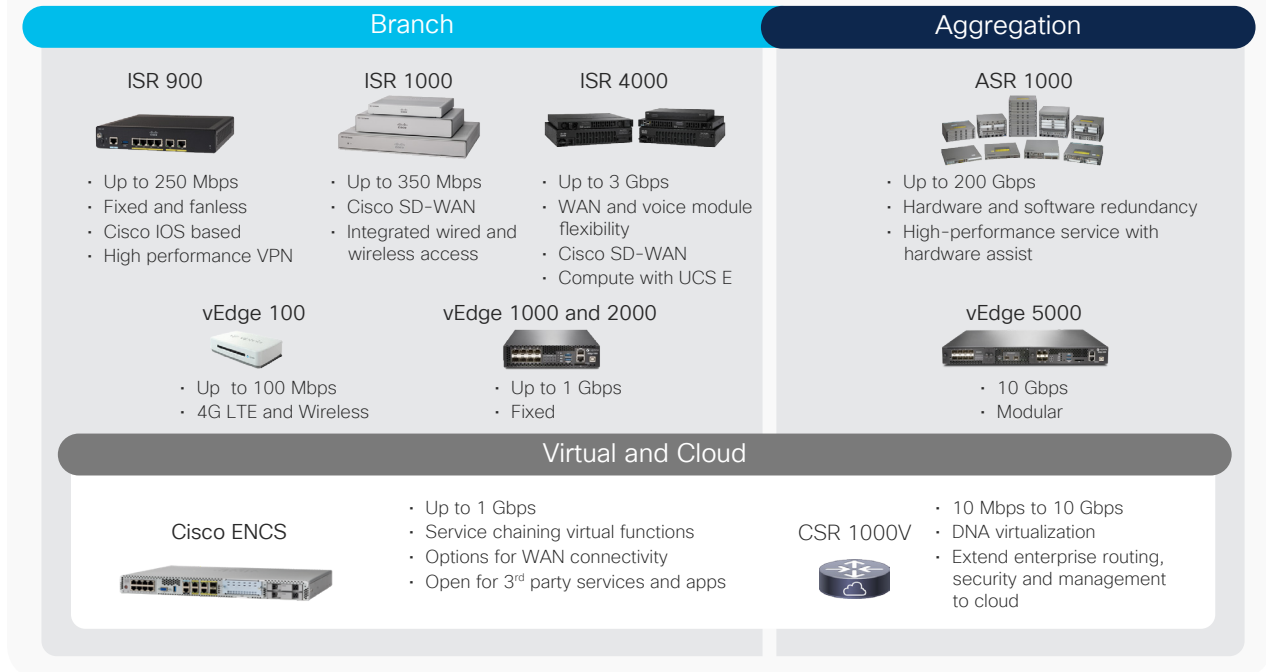 Branch
Aggregation
ISR 900
ISR 1000
ISR 4000
ASR 1000
· Up to 250 Mbps
· Fixed and fanless
· Cisco IOS based
· High performance VPN
· Up to 350 Mbps
· Cisco SD-WAN
· Integrated wired and
wireless access
· Up to 3 Gbps
· WAN and voice module
flexibility
· Cisco SD-WAN
· Compute with UCS E
· Up to 200 Gbps
· Hardware and software redundancy
· High-performance service with
hardware assist
vEdge 100
vEdge 1000 and 2000
vEdge 5000
· Up to 100 Mbps
· 4G LTE and Wireless
· Up to 1 Gbps
· Fixed
· 10 Gbps
· Modular
Virtual and Cloud
Cisco ENCS
· Up to 1 Gbps
· Service chaining virtual functions
· Options for WAN connectivity
· Open for 3rd party services and apps
CSR 1000V
· 10 Mbps to 10 Gbps
· DNA virtualization
· Extend enterprise routing,
security and management
to cloud